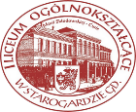 I LICEUM OGÓLNOKSZTAŁCĄCE
W STAROGARDZIE GD.